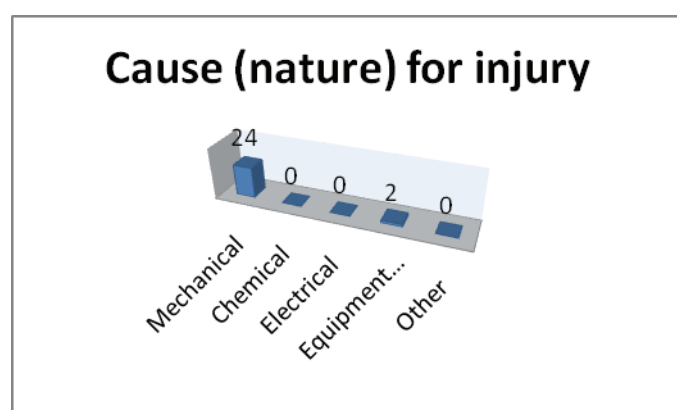 Cause (nature) for injury
24
0
0
2
0
Mechanical
Chemical
Electrical
Equipment...
Other